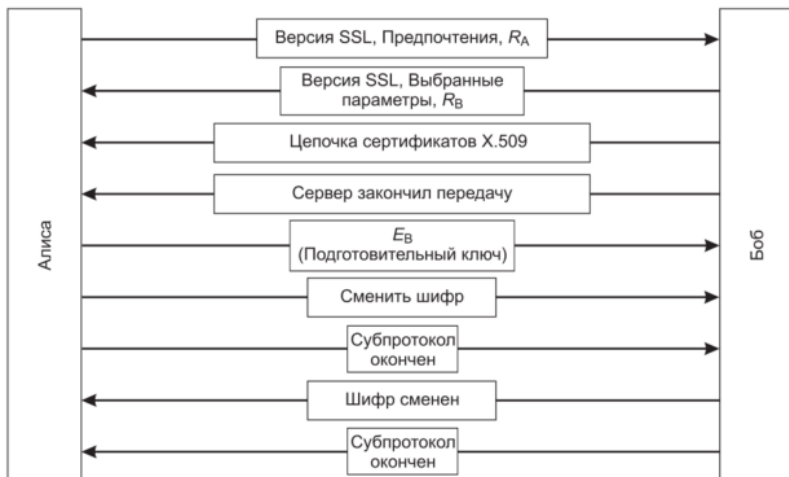 Версия SSL, Предпочтения, RA
Версия SSL, Выбранные
параметры, RB
Цепочка сертификатов X.509
Сервер закончил передачу
Алиса
Боб
EB
(Подготовительный ключ)
Сменить шифр
Субпротокол
окончен
Шифр сменен
Субпротокол
окончен